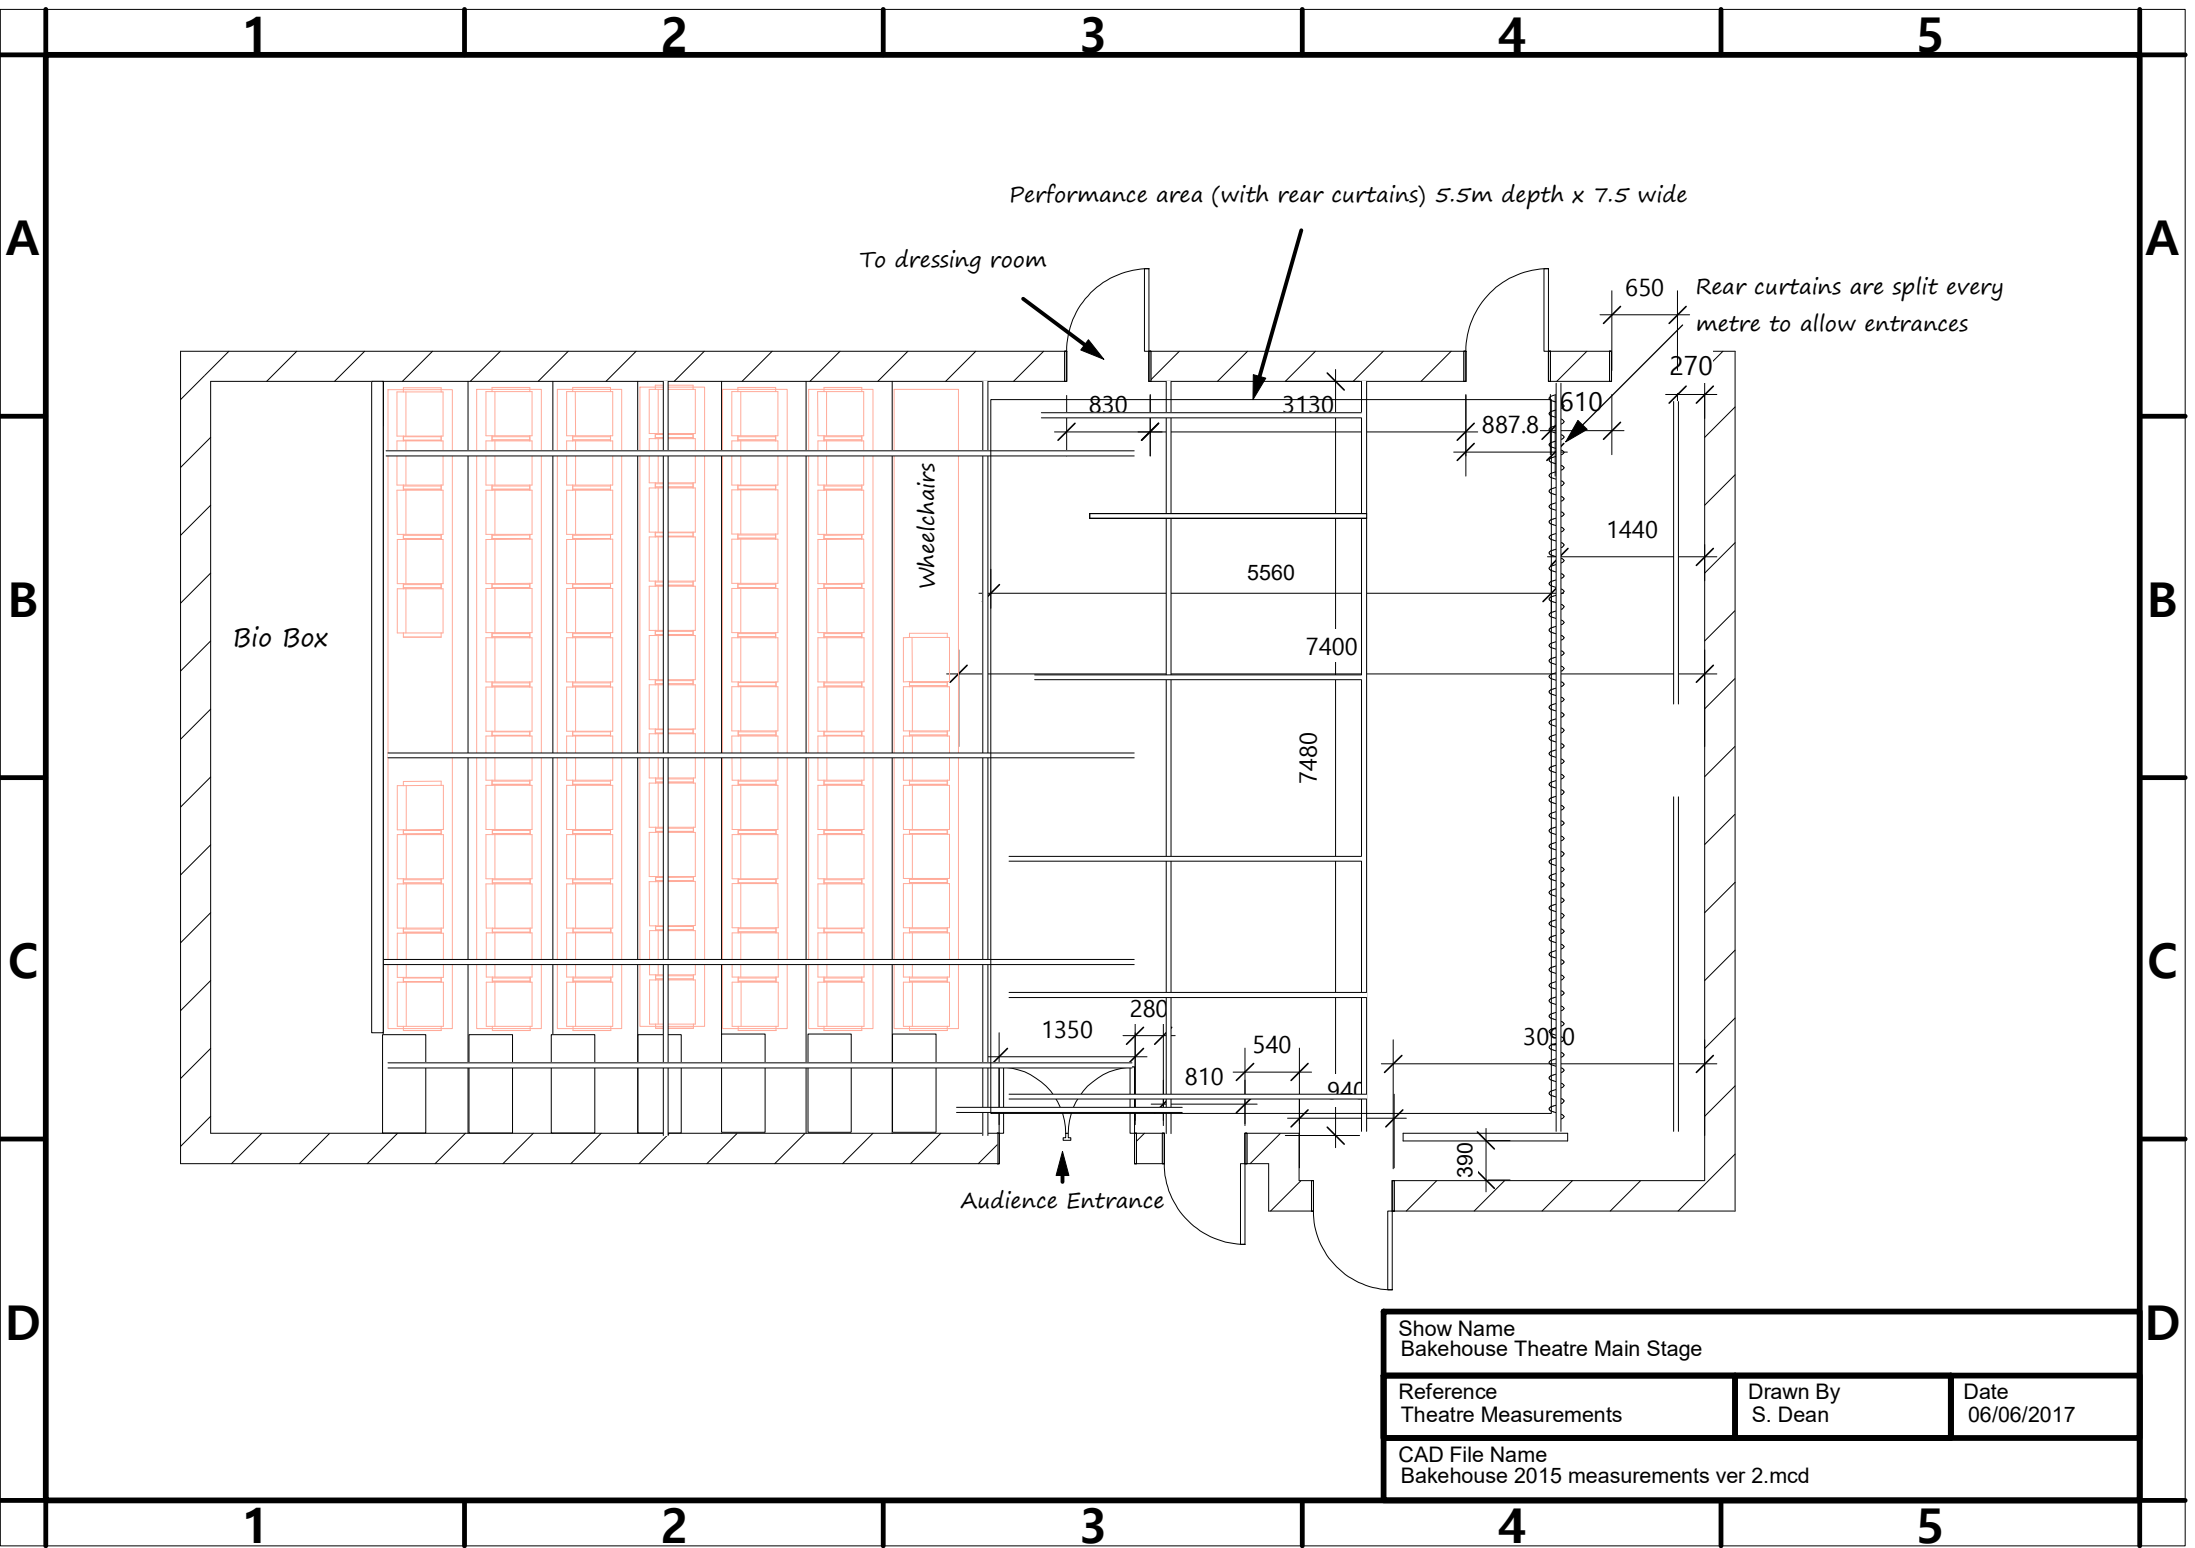 1 2 3 4 5
A A
Performance area (with rear curtains) 5.5m depth x 7.5 wide
To dressing room
650
Rear curtains are split every
metre to allow entrances
270
830
3130
610
887.8
Wheelchairs
1440
5560
B B
Bio Box
7400
7480
C C
280
1350
540
810
940
390
Audience Entrance
D D
Show Name
Bakehouse Theatre Main Stage
Reference
Theatre Measurements
Drawn By
S. Dean
Date
06/06/2017
CAD File Name
Bakehouse 2015 measurements ver 2.mcd
1 2 3 4 5